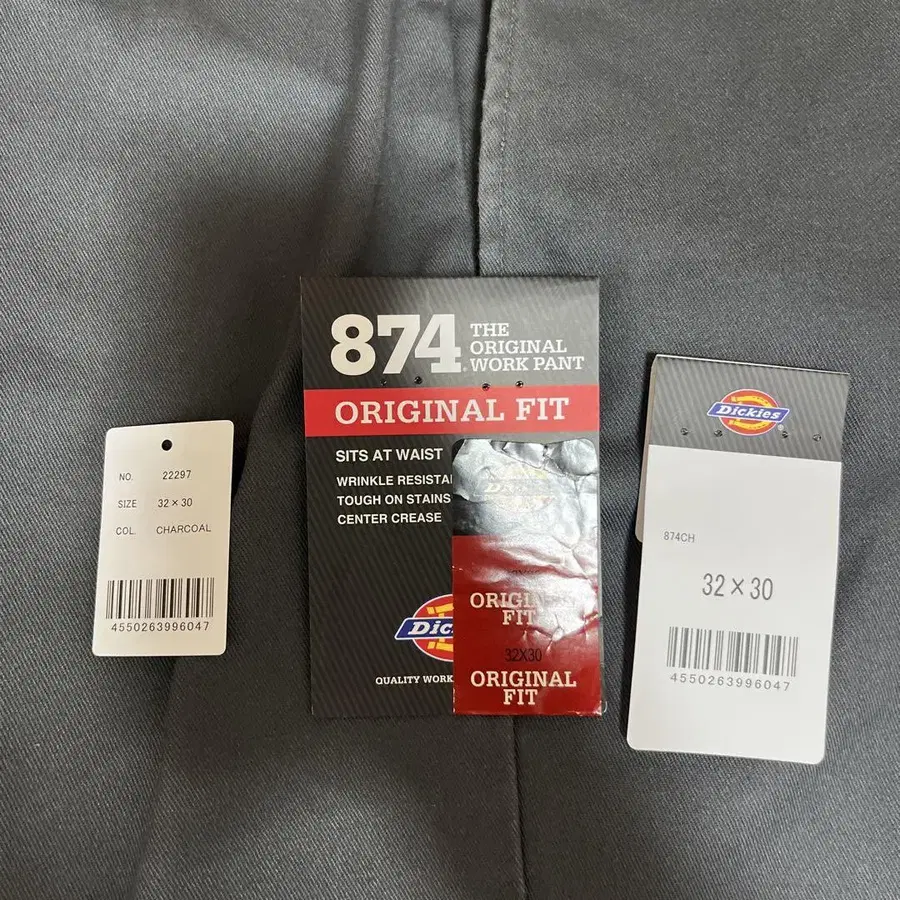 NO. 22297
SIZE 32×30
COL. CHARCOAL
4550263996047
874 THE
ORIGINAL
WORK PANT
ORIGINAL FIT
SITS AT WAIST
WRINKLE RESISTA
TOUGH ON STAINS
CENTER CREASE
Dic
QUALITY WORK
Dickies
ORIGINAL
FIT
32X30
ORIGINAL
FIT
Dickies
874CH
32×30
4550263996047